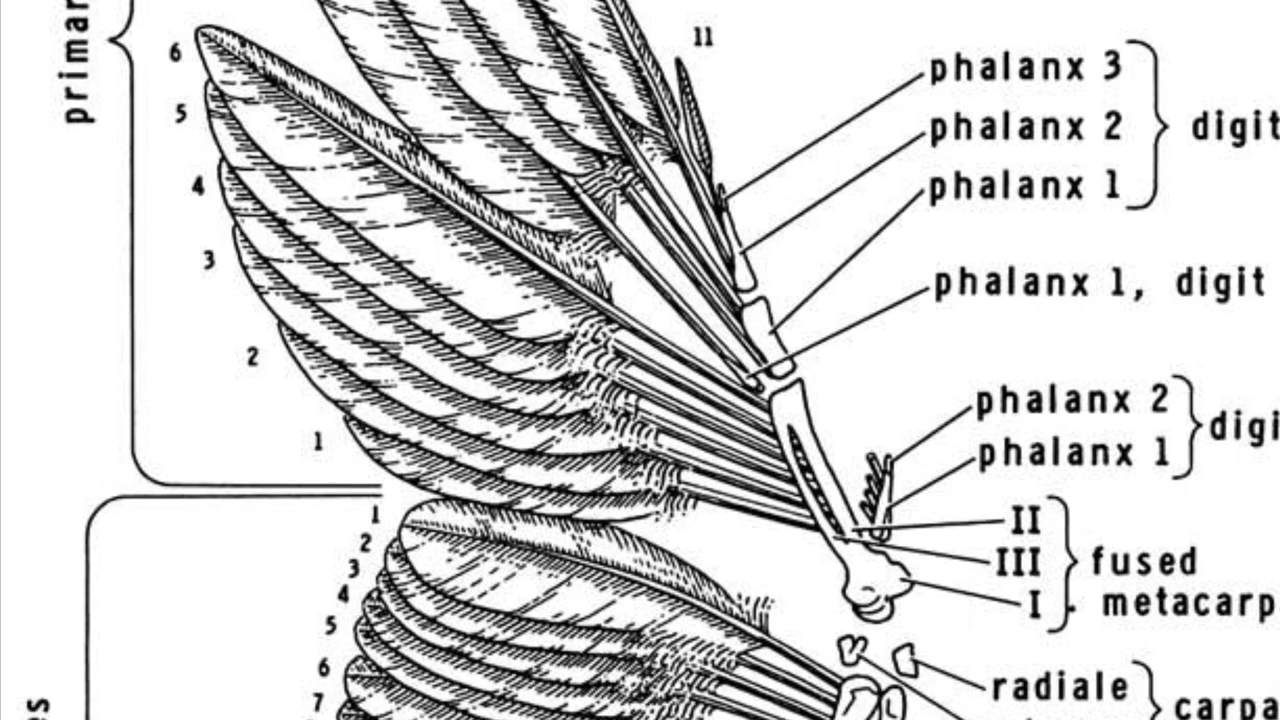 primar
11
6
5
4
3
2
1
phalanx 3
phalanx 2
phalanx 1
digit
phalanx 1, digit
phalanx 2
phalanx 1
digi
II
III
I
fused
metacarp
1
2
3
4
5
6
7
es
radiale
carpa